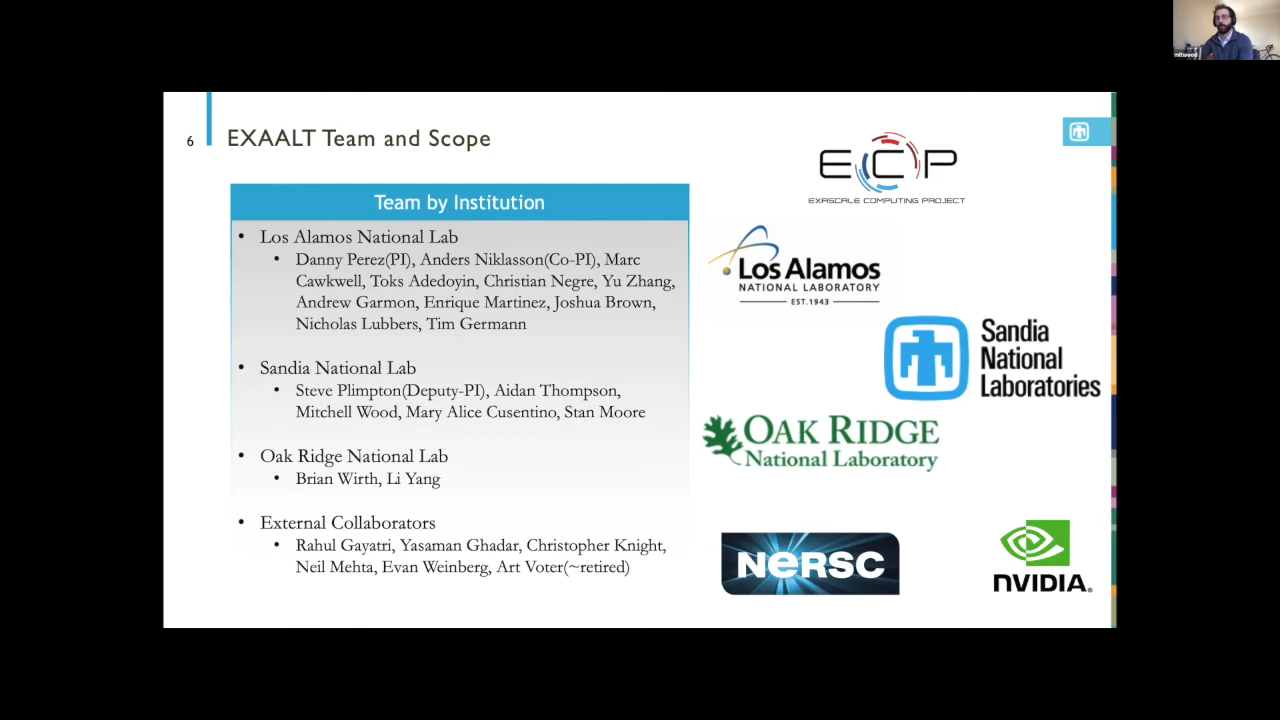 mitwood
6
EXAALT Team and Scope
ECP
EXASCALE COMPUTING PROJECT
Team by Institution
• Los Alamos National Lab
• Danny Perez(PI), Anders Niklasson(Co-PI), Marc
Cawkwell, Toks Adedoyin, Christian Negre, Yu Zhang,
Andrew Garmon, Enrique Martinez, Joshua Brown,
Nicholas Lubbers, Tim Germann
• Sandia National Lab
• Steve Plimpton(Deputy-PI), Aidan Thompson,
Mitchell Wood, Mary Alice Cusentino, Stan Moore
• Oak Ridge National Lab
• Brian Wirth, Li Yang
• External Collaborators
• Rahul Gayatri, Yasaman Ghadar, Christopher Knight,
Neil Mehta, Evan Weinberg, Art Voter(~retired)
Los Alamos
NATIONAL LABORATORY
EST.1943
Sandia
National
Laboratories
OAK RIDGE
National Laboratory
NERSC
NVIDIA®